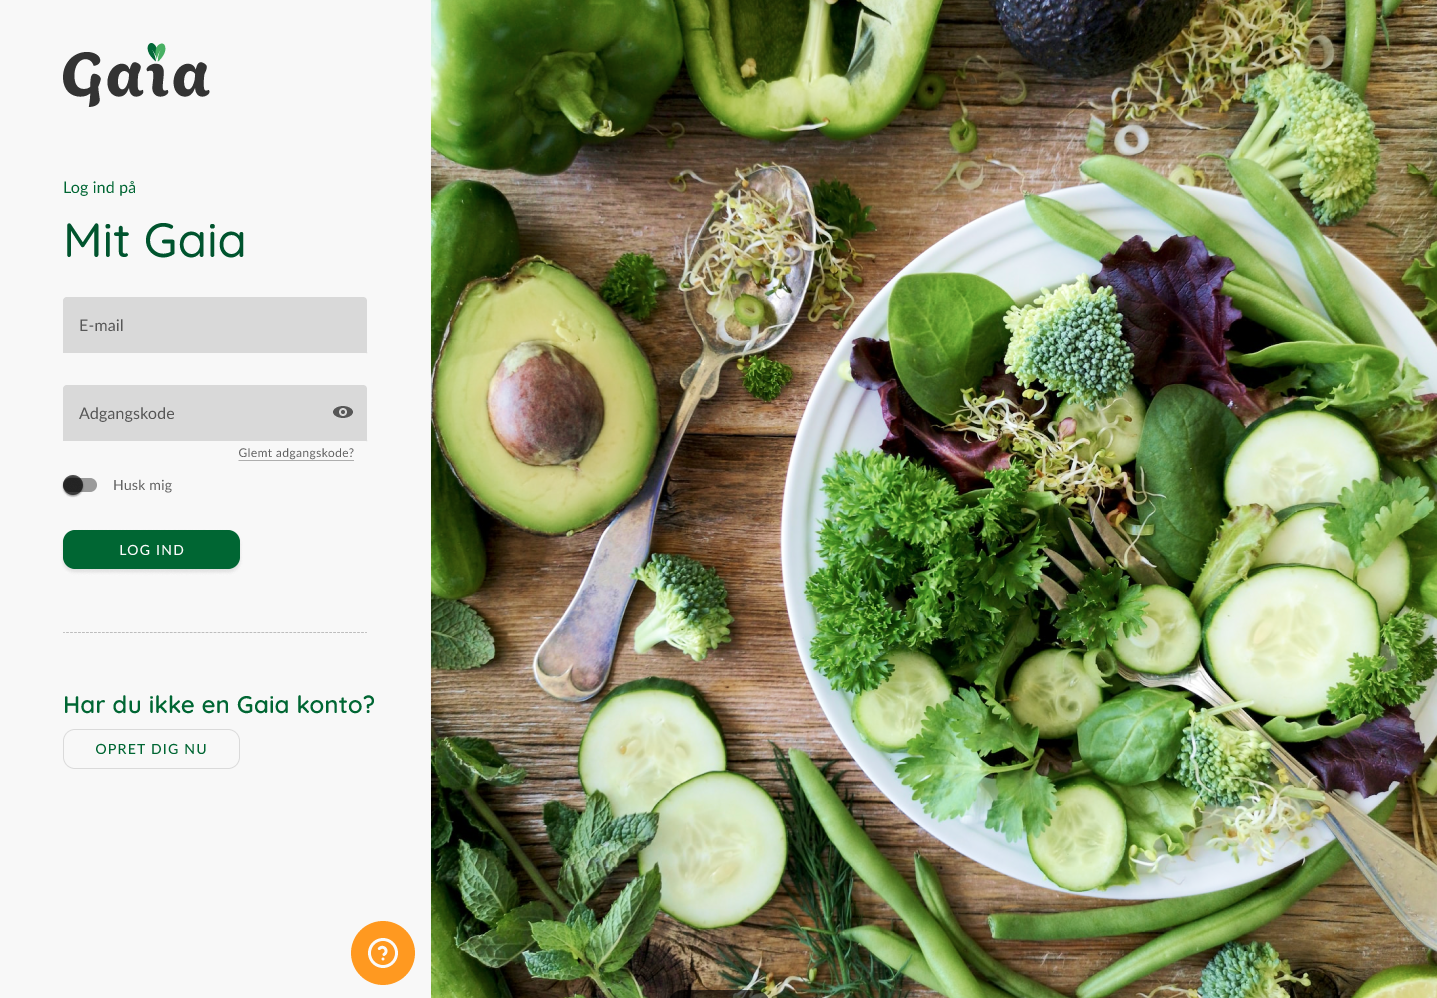 Gaia
Log ind på
Mit Gaia
E-mail
Adgangskode
Glemt adgangskode?
Husk mig
LOG IND
Har du ikke en Gaia konto?
OPRET DIG NU
?